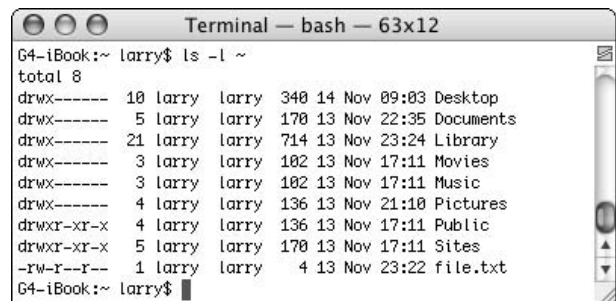 Terminal — bash — 63x12
G4-iBook:~ larry$ ls -l ~
total 8
drwx------ 10 larry larry 340 14 Nov 09:03 Desktop
drwx------ 5 larry larry 170 13 Nov 22:35 Documents
drwx------ 21 larry larry 714 13 Nov 23:24 Library
drwx------ 3 larry larry 102 13 Nov 17:11 Movies
drwx------ 3 larry larry 102 13 Nov 17:11 Music
drwx------ 4 larry larry 136 13 Nov 21:10 Pictures
drwxr-xr-x 4 larry larry 136 13 Nov 17:11 Public
drwxr-xr-x 5 larry larry 170 13 Nov 17:11 Sites
-rw-r--r-- 1 larry larry 4 13 Nov 23:22 file.txt
G4-iBook:~ larry$